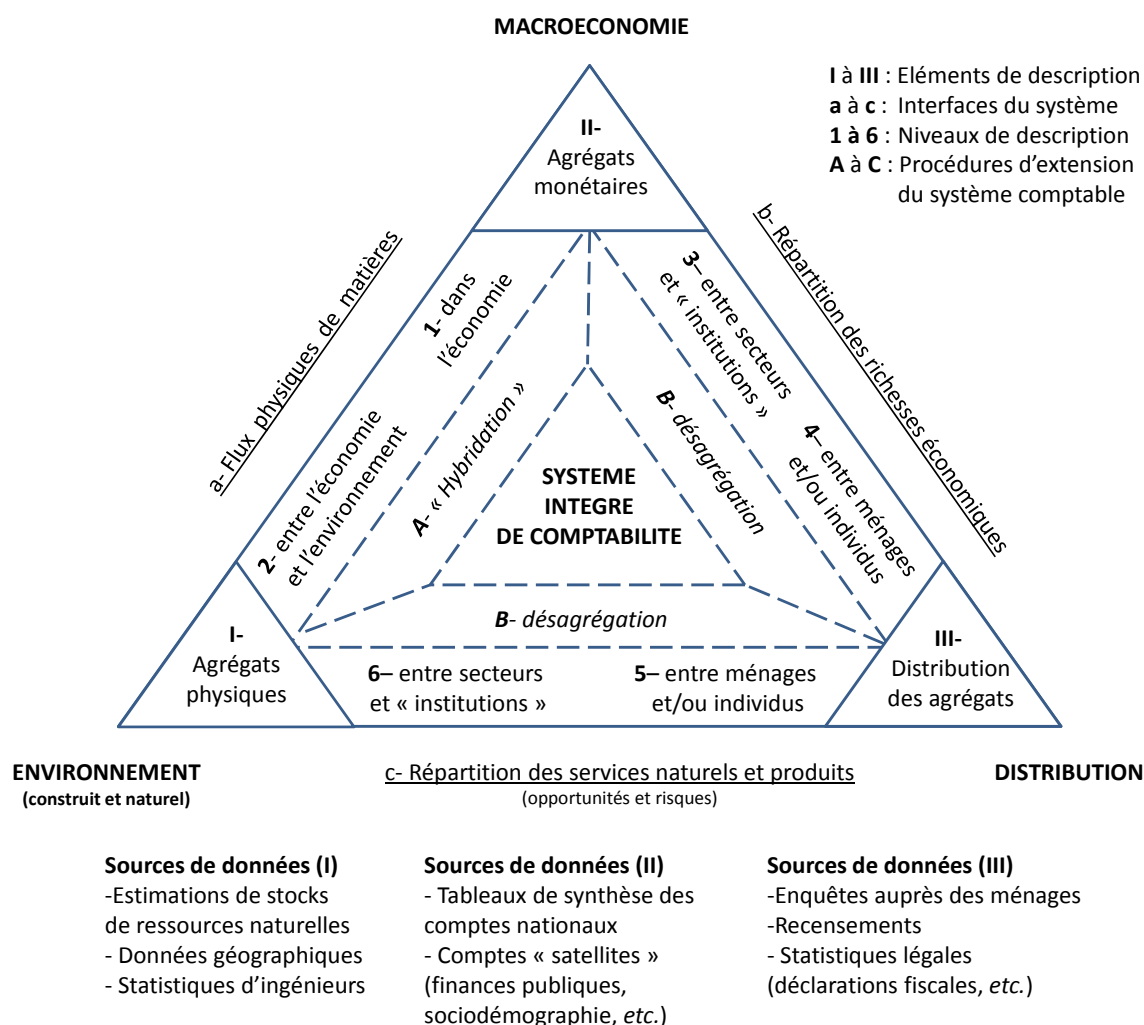 MACROECONOMIE
I à III : Eléments de description
a à c : Interfaces du système
1 à 6 : Niveaux de description
A à C : Procédures d'extension
du système comptable
II-
Agrégats
monétaires
a- Flux physiques de matières
b- Répartition des richesses économiques
1- dans
l'économie
2- entre l'économie
et l'environnement
3– entre secteurs
et « institutions »
4– entre ménages
et/ou individus
A- « Hybridation »
B- désagrégation
SYSTEME
INTEGRE
DE COMPTABILITE
B- désagrégation
I-
Agrégats
physiques
6– entre secteurs
et « institutions »
5– entre ménages
et/ou individus
III-
Distribution
des agrégats
ENVIRONNEMENT
(construit et naturel)
c- Répartition des services naturels et produits
(opportunités et risques)
DISTRIBUTION
Sources de données (I)
-Estimations de stocks
de ressources naturelles
- Données géographiques
- Statistiques d'ingénieurs
Sources de données (II)
- Tableaux de synthèse des
comptes nationaux
- Comptes « satellites »
(finances publiques,
sociodémographie, etc.)
Sources de données (III)
-Enquêtes auprès des ménages
-Recensements
- Statistiques légales
(déclarations fiscales, etc.)